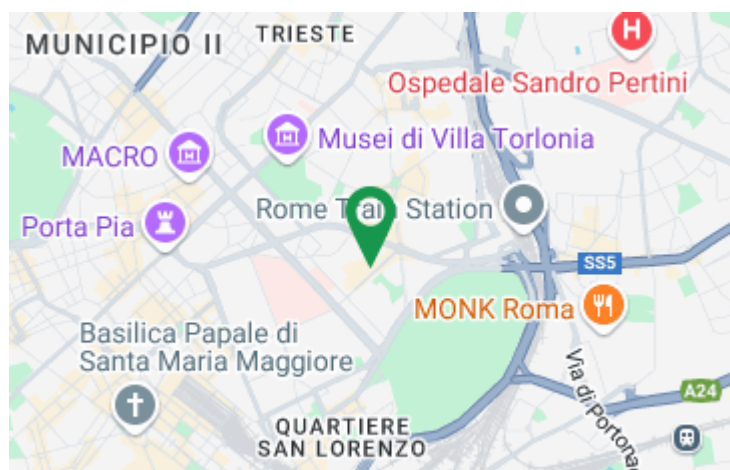 MUNICIPIO II
TRIESTE
H
Ospedale Sandro Pertini
MACRO
Musei di Villa Torlonia
Porta Pia
Rome Train Station
SS5
MONK Roma
Basilica Papale di
Santa Maria Maggiore
Via di Portona
A24
QUARTIERE
SAN LORENZO